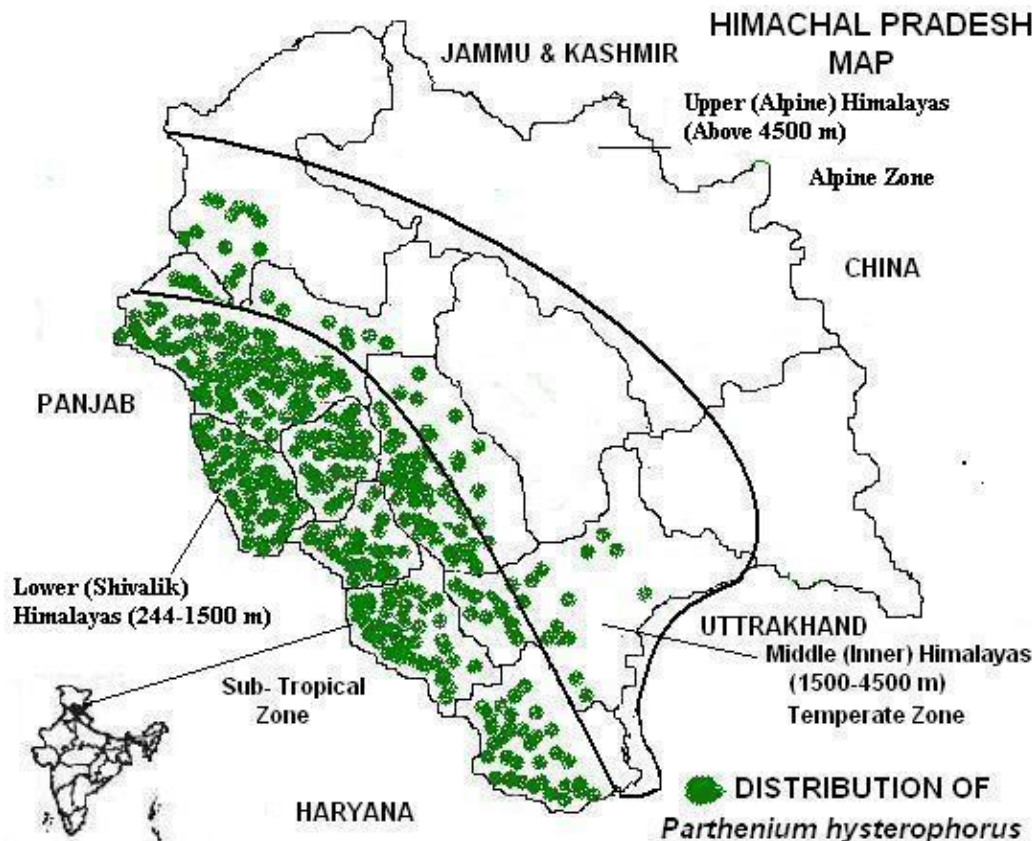 HIMACHAL PRADESH
MAP
JAMMU & KASHMIR
Upper (Alpine) Himalayas
(Above 4500 m)
Alpine Zone
CHINA
PANJAB
Lower (Shivalik)
Himalayas (244-1500 m)
UTTRAKHAND
Middle (Inner) Himalayas
(1500-4500 m)
Temperate Zone
Sub- Tropical
Zone
HARYANA
DISTRIBUTION OF
Parthenium hysterophorus